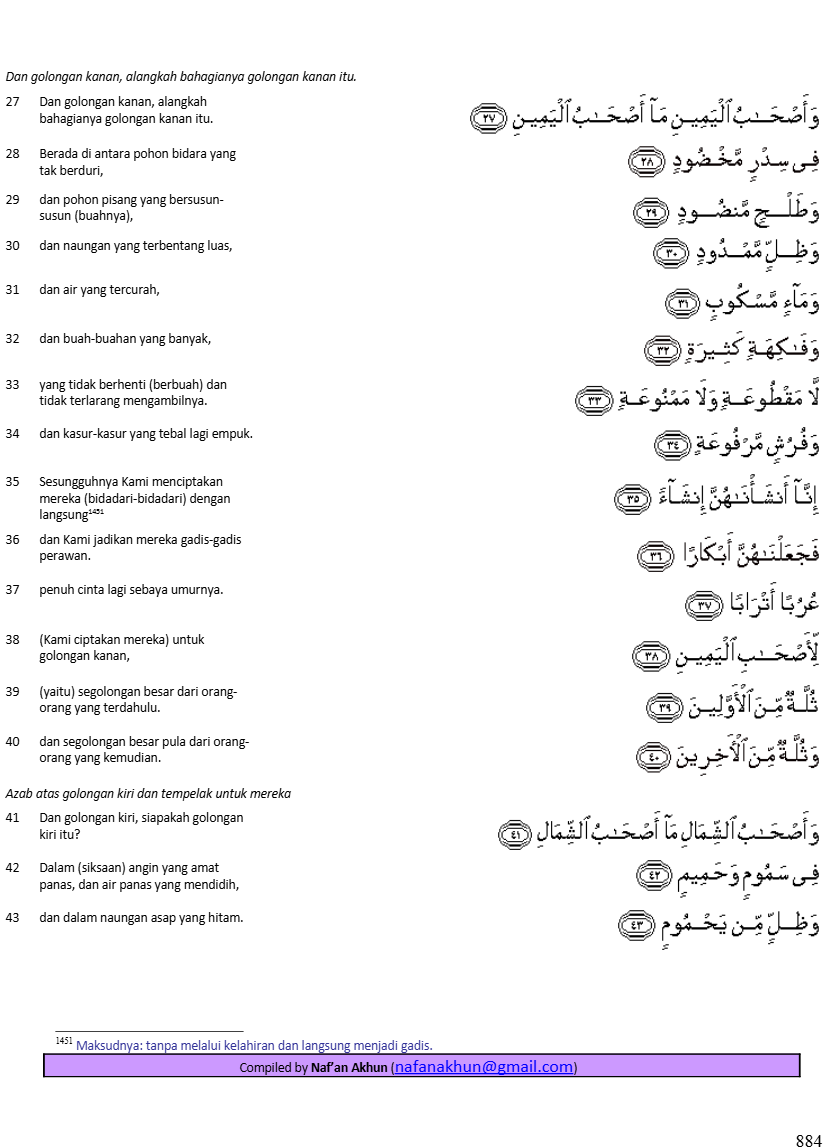 Dan golongan kanan, alangkah bahagianya golongan kanan itu.
27 Dan golongan kanan, alangkah
bahagianya golongan kanan itu.
وَأَصْحَـٰبُ ٱلْيَمِينِ مَآ أَصْحَـٰبُ ٱلْيَمِينِ ﴿٢٧﴾
28 Berada di antara pohon bidara yang
tak berduri,
فِى سِدْرٍ مَّخْضُودٍ ﴿٢٨﴾
29 dan pohon pisang yang bersusun-
susun (buahnya),
وَطَلْحٍ مَّنضُودٍ ﴿٢٩﴾
30 dan naungan yang terbentang luas,
وَظِلٍّ مَّمْدُودٍ ﴿٣٠﴾
31 dan air yang tercurah,
وَمَآءٍ مَّسْكُوبٍ ﴿٣١﴾
32 dan buah-buahan yang banyak,
وَفَـٰكِهَةٍ كَثِيرَةٍ ﴿٣٢﴾
33 yang tidak berhenti (berbuah) dan
tidak terlarang mengambilnya.
لَّا مَقْطُوعَةٍ وَلَا مَمْنُوعَةٍ ﴿٣٣﴾
34 dan kasur-kasur yang tebal lagi empuk.
وَفُرُشٍ مَّرْفُوعَةٍ ﴿٣٤﴾
35 Sesungguhnya Kami menciptakan
mereka (bidadari-bidadari) dengan
langsung1451
إِنَّآ أَنشَأْنَـٰهُنَّ إِنشَآءً ﴿٣٥﴾
36 dan Kami jadikan mereka gadis-gadis
perawan.
فَجَعَلْنَـٰهُنَّ أَبْكَارًا ﴿٣٦﴾
37 penuh cinta lagi sebaya umurnya.
عُرُبًا أَتْرَابًا ﴿٣٧﴾
38 (Kami ciptakan mereka) untuk
golongan kanan,
لِّأَصْحَـٰبِ ٱلْيَمِينِ ﴿٣٨﴾
39 (yaitu) segolongan besar dari orang-
orang yang terdahulu.
ثُلَّةٌ مِّنَ ٱلْأَوَّلِينَ ﴿٣٩﴾
40 dan segolongan besar pula dari orang-
orang yang kemudian.
وَثُلَّةٌ مِّنَ ٱلْـَٔاخِرِينَ ﴿٤٠﴾
Azab atas golongan kiri dan tempelak untuk mereka
41 Dan golongan kiri, siapakah golongan
kiri itu?
وَأَصْحَـٰبُ ٱلشِّمَالِ مَآ أَصْحَـٰبُ ٱلشِّمَالِ ﴿٤١﴾
42 Dalam (siksaan) angin yang amat
panas, dan air panas yang mendidih,
فِى سَمُومٍ وَحَمِيمٍ ﴿٤٢﴾
43 dan dalam naungan asap yang hitam.
وَظِلٍّ مِّن يَحْمُومٍ ﴿٤٣﴾
1451 Maksudnya: tanpa melalui kelahiran dan langsung menjadi gadis.
Compiled by Naf’an Akhun (nafanakhun@gmail.com)
884